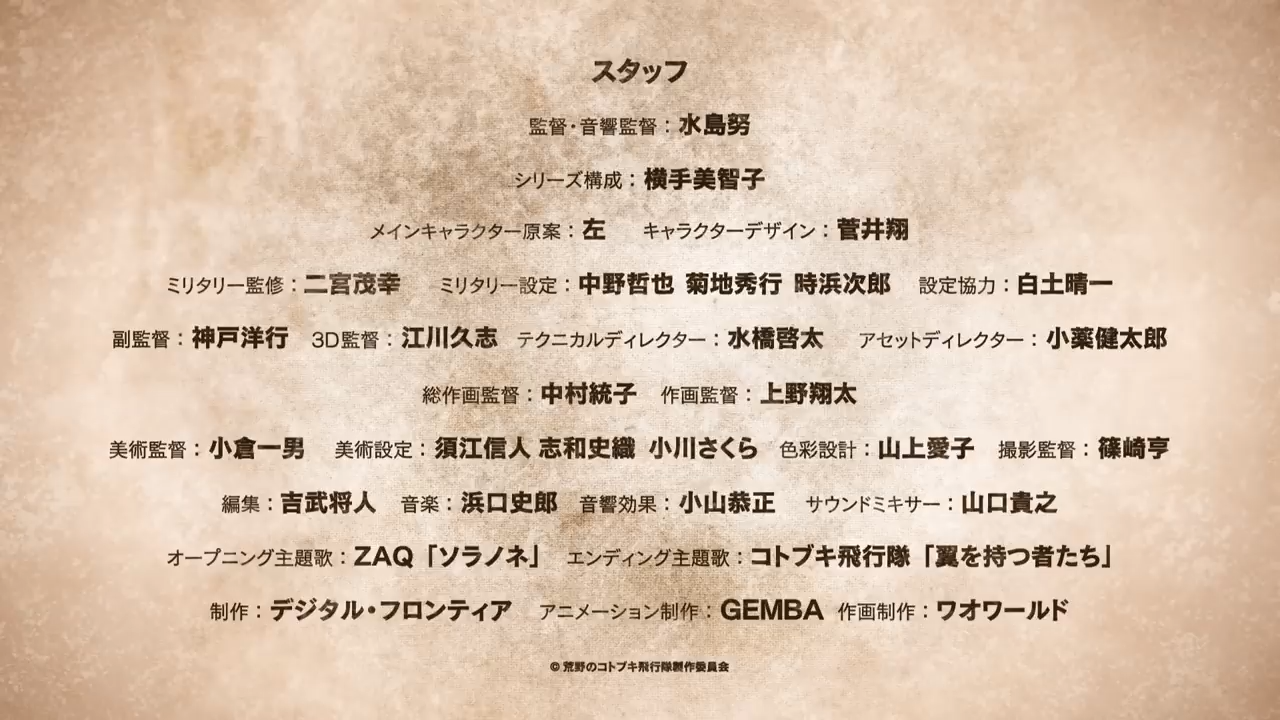 スタッフ
監督・音響監督：水島努
シリーズ構成：横手美智子
メインキャラクター原案：左　キャラクターデザイン：菅井翔
ミリタリー監修：二宮茂幸　ミリタリー設定：中野哲也 菊地秀行 時浜次郎　設定協力：白土晴一
副監督：神戸洋行　3D監督：江川久志　テクニカルディレクター：水橋啓太　アセットディレクター：小薬健太郎
総作画監督：中村統子　作画監督：上野翔太
美術監督：小倉一男　美術設定：須江信人 志和史織 小川さくら　色彩設計：山上愛子　撮影監督：篠崎亨
編集：吉武将人　音楽：浜口史郎　音響効果：小山恭正　サウンドミキサー：山口貴之
オープニング主題歌：ZAQ「ソラノネ」　エンディング主題歌：コトブキ飛行隊「翼を持つ者たち」
制作：デジタル・フロンティア　アニメーション制作：GEMBA　作画制作：ワオワールド
© 荒野のコトブキ飛行隊製作委員会